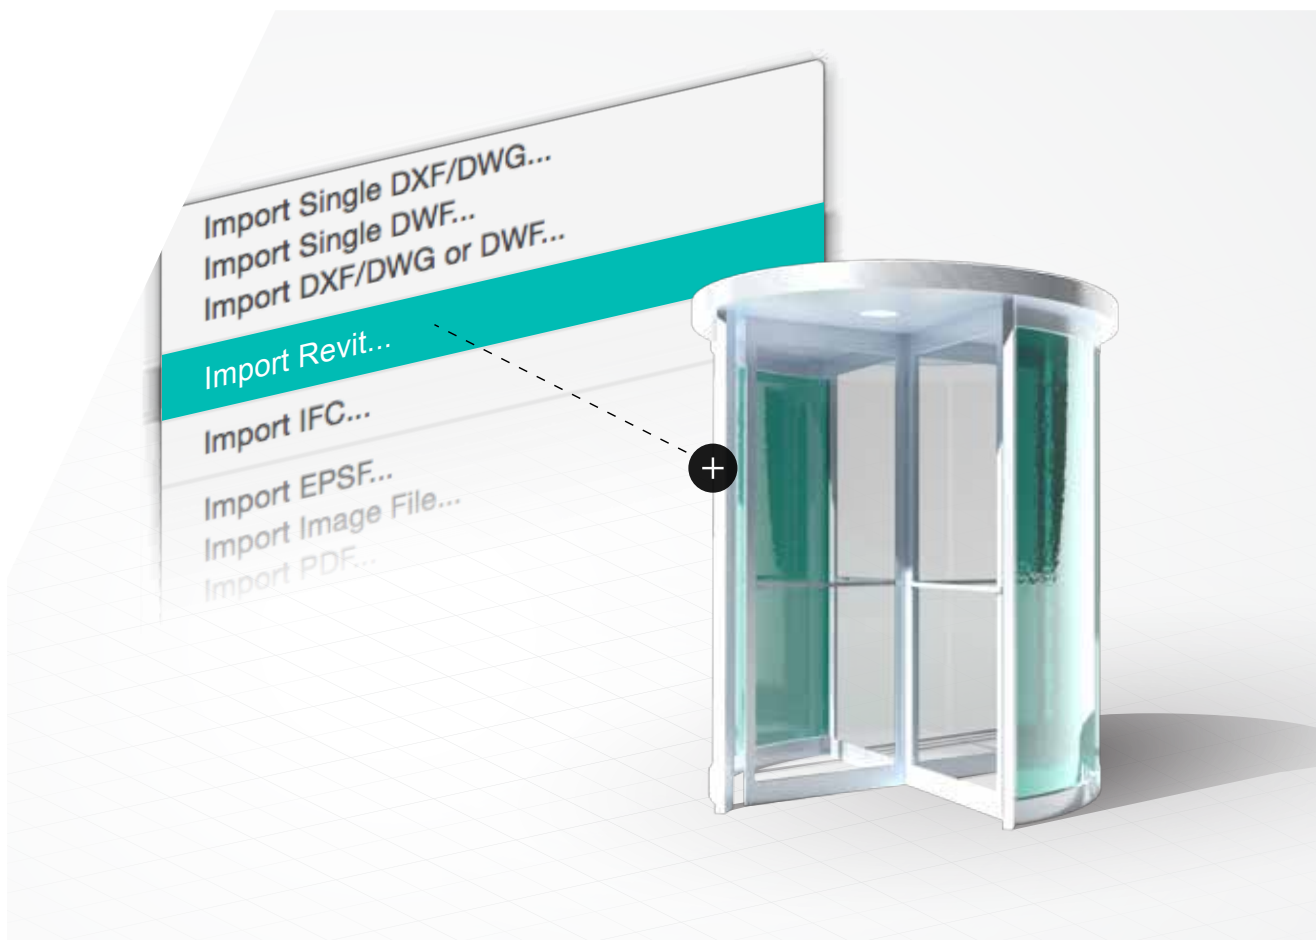 Import Single DXF/DWG...
Import Single DWF...
Import DXF/DWG or DWF...
Import Revit...
Import IFC...
Import EPSF...
Import Image File...
Import PDF...